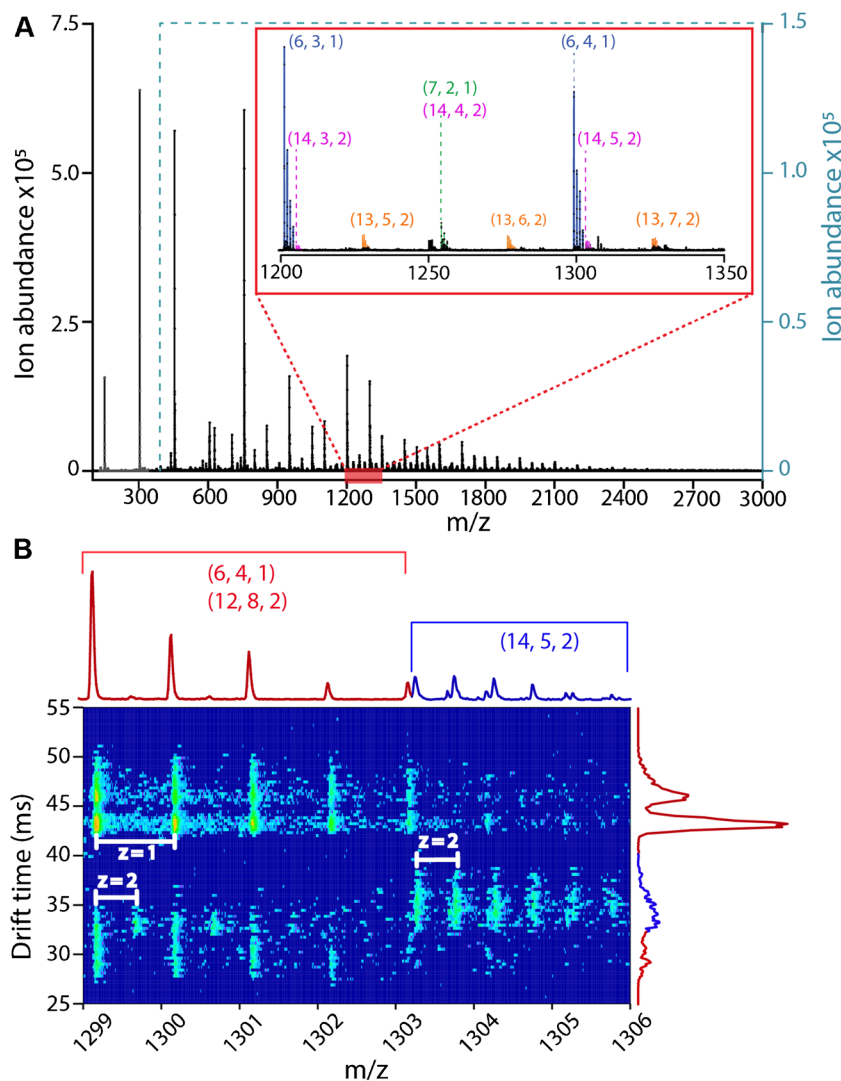 A
7.5
5.0
2.5
0
Ion abundance x10⁵
1.5
1.0
0.5
0
Ion abundance x10⁵
(6, 3, 1)
(6, 4, 1)
(7, 2, 1)
(14, 4, 2)
(14, 3, 2)
(14, 5, 2)
(13, 5, 2)
(13, 6, 2)
(13, 7, 2)
1200 1250 1300 1350
300 600 900 1200 1500 1800 2100 2400 2700 3000
m/z
B
(6, 4, 1)
(12, 8, 2)
(14, 5, 2)
55
50
45
40
35
30
25
Drift time (ms)
z=1
z=2
z=2
1299 1300 1301 1302 1303 1304 1305 1306
m/z